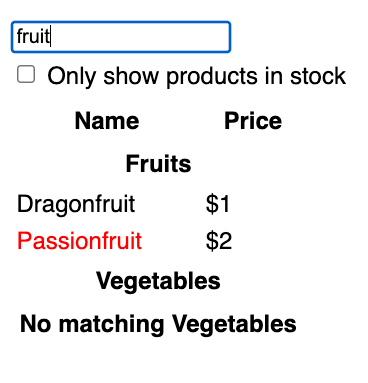 fruit
Only show products in stock
Name Price
Fruits
Dragonfruit $1
Passionfruit $2
Vegetables
No matching Vegetables